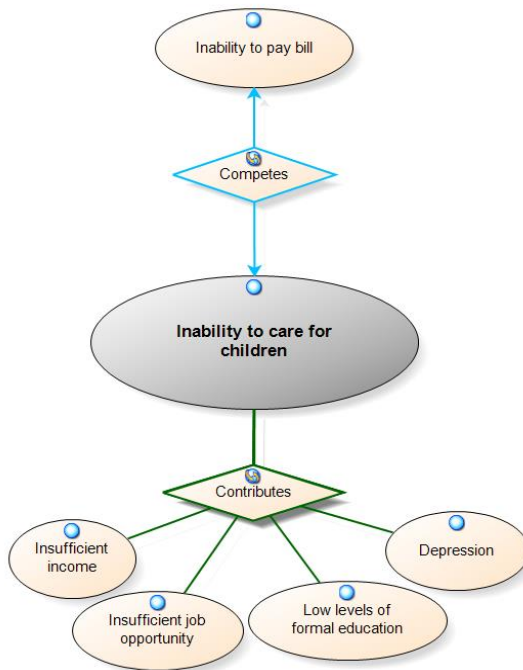 Inability to pay bill
Competes
Inability to care for
children
Contributes
Insufficient
income
Insufficient job
opportunity
Low levels of
formal education
Depression